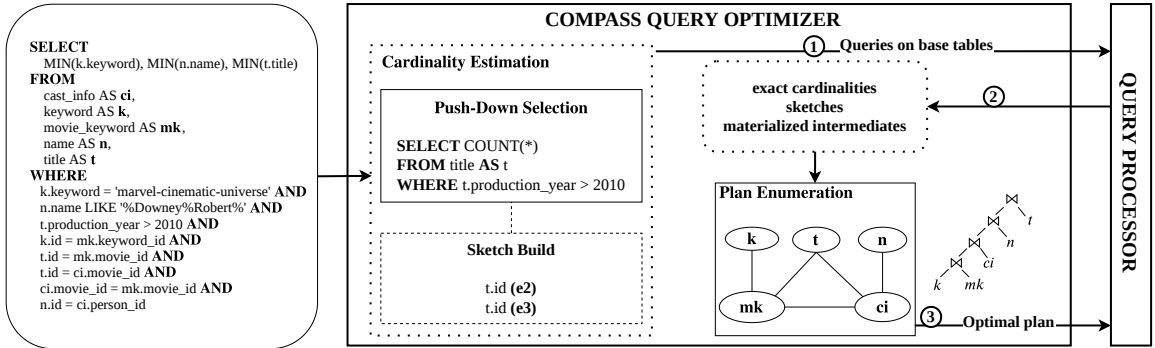 SELECT
MIN(k.keyword), MIN(n.name), MIN(t.title)
FROM
cast_info AS ci,
keyword AS k,
movie_keyword AS mk,
name AS n,
title AS t
WHERE
k.keyword = 'marvel-cinematic-universe' AND
n.name LIKE '%Downey%Robert%' AND
t.production_year > 2010 AND
k.id = mk.keyword_id AND
t.id = mk.movie_id AND
t.id = ci.movie_id AND
ci.movie_id = mk.movie_id AND
n.id = ci.person_id
COMPASS QUERY OPTIMIZER
Cardinality Estimation
Push-Down Selection
SELECT COUNT(*)
FROM title AS t
WHERE t.production_year > 2010
Sketch Build
t.id (e2)
t.id (e3)
1 Queries on base tables
2
exact cardinalities
sketches
materialized intermediates
Plan Enumeration
k t n
mk ci
⋈
⋈ t
⋈ n
⋈ ci
k mk
3 Optimal plan
QUERY PROCESSOR